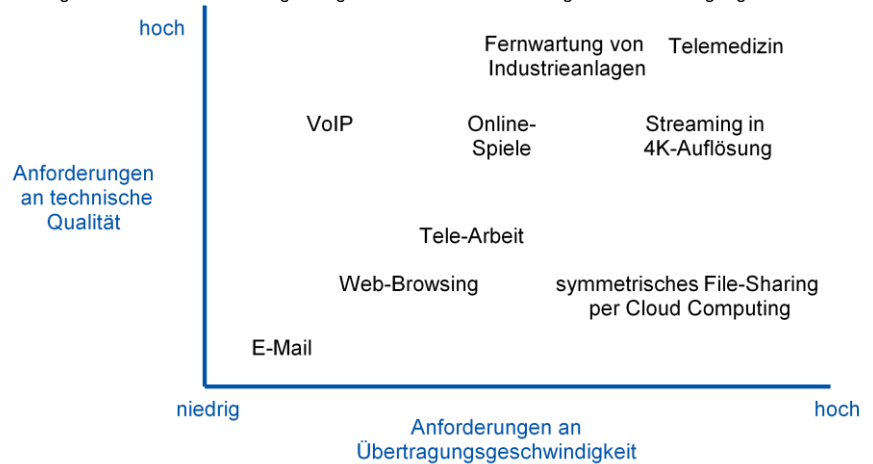 hoch
Fernwartung von
Industrieanlagen
Telemedizin
VoIP
Online-
Spiele
Streaming in
4K-Auflösung
Anforderungen
an technische
Qualität
Tele-Arbeit
Web-Browsing
symmetrisches File-Sharing
per Cloud Computing
E-Mail
niedrig
hoch
Anforderungen an
Übertragungsgeschwindigkeit